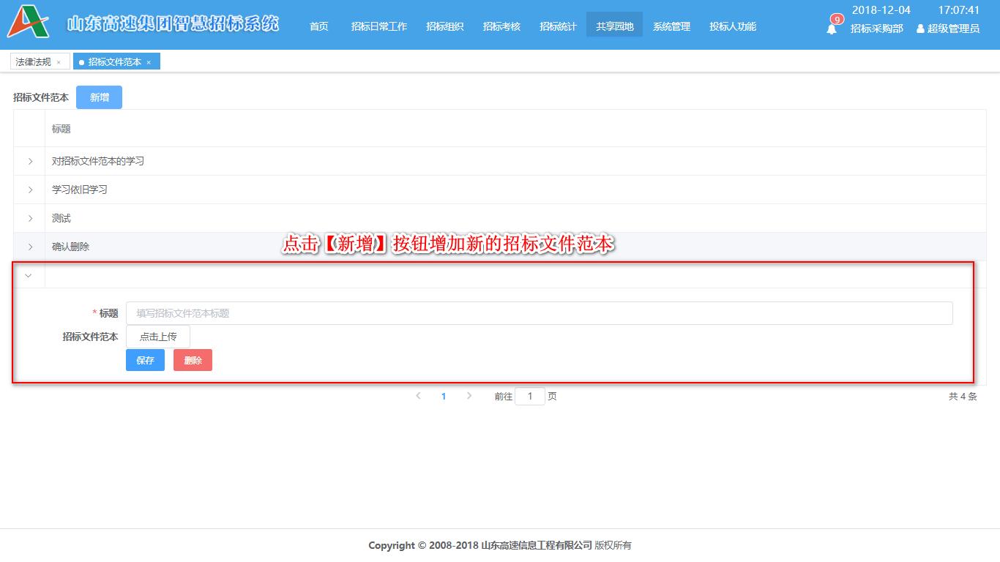 山东高速集团智慧招标系统
首页 招标日常工作 招标组织 招标考核 招标统计 共享园地 系统管理 投标人功能
2018-12-04 17:07:41
9
招标采购部 超级管理员
法律法规 × 招标文件范本 ×
招标文件范本 新增
标题
对招标文件范本的学习
学习依旧学习
测试
确认删除
点击【新增】按钮增加新的招标文件范本
* 标题 填写招标文件范本标题
招标文件范本 点击上传
保存 删除
1 前往 1 页 共 4 条
Copyright © 2008-2018 山东高速信息工程有限公司 版权所有